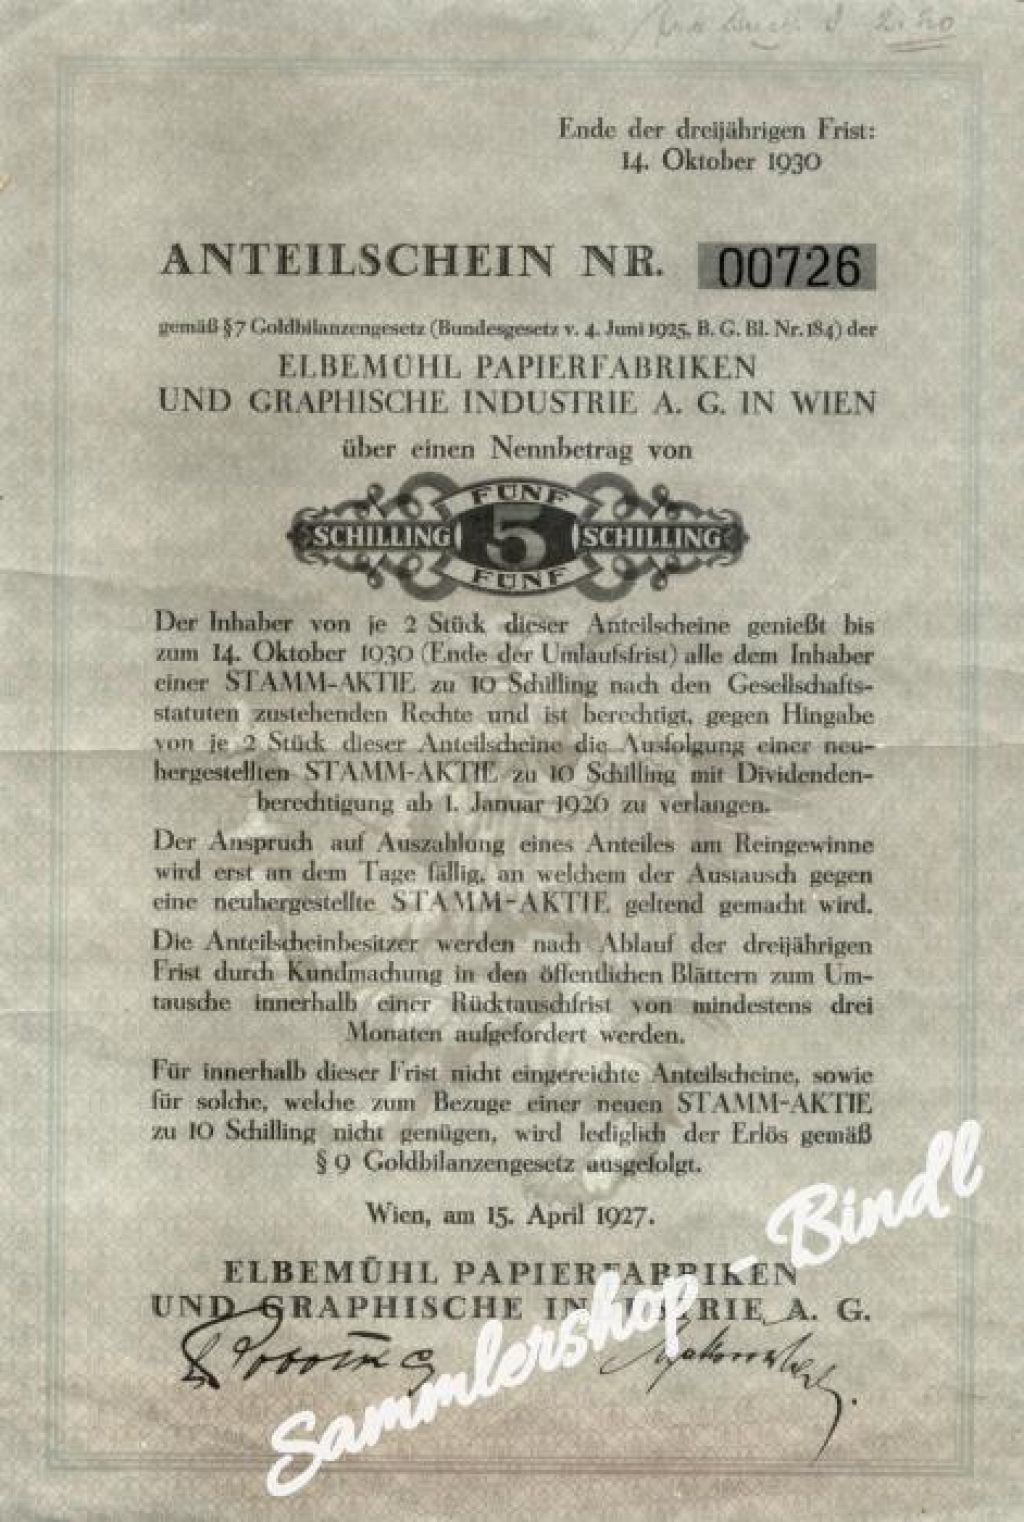 Ende der dreijährigen Frist:
14. Oktober 1930
ANTEILSCHEIN NR. 00726
gemäß § 7 Goldbilanzengesetz (Bundesgesetz v. 4. Juni 1925, B. G. Bl. Nr. 184) der
ELBEMÜHL PAPIERFABRIKEN
UND GRAPHISCHE INDUSTRIE A. G. IN WIEN
über einen Nennbetrag von
FÜNF
SCHILLING 5 SCHILLING
FÜNF
Der Inhaber von je 2 Stück dieser Anteilscheine genießt bis
zum 14. Oktober 1930 (Ende der Umlaufsfrist) alle dem Inhaber
einer STAMM-AKTIE zu 10 Schilling nach den Gesellschafts-
statuten zustehenden Rechte und ist berechtigt, gegen Hingabe
von je 2 Stück dieser Anteilscheine die Ausfolgung einer neu-
hergestellten STAMM-AKTIE zu 10 Schilling mit Dividenden-
berechtigung ab 1. Januar 1926 zu verlangen.
Der Anspruch auf Auszahlung eines Anteiles am Reingewinne
wird erst an dem Tage fällig, an welchem der Austausch gegen
eine neuhergestellte STAMM-AKTIE geltend gemacht wird.
Die Anteilscheinbesitzer werden nach Ablauf der dreijährigen
Frist durch Kundmachung in den öffentlichen Blättern zum Um-
tausche innerhalb einer Rücktauschfrist von mindestens drei
Monaten aufgefordert werden.
Für innerhalb dieser Frist nicht eingereichte Anteilscheine, sowie
für solche, welche zum Bezuge einer neuen STAMM-AKTIE
zu 10 Schilling nicht genügen, wird lediglich der Erlös gemäß
§ 9 Goldbilanzengesetz ausgefolgt.
Wien, am 15. April 1927.
ELBEMÜHL PAPIERFABRIKEN
UND GRAPHISCHE INDUSTRIE A. G.
Sammlershop - Bindl